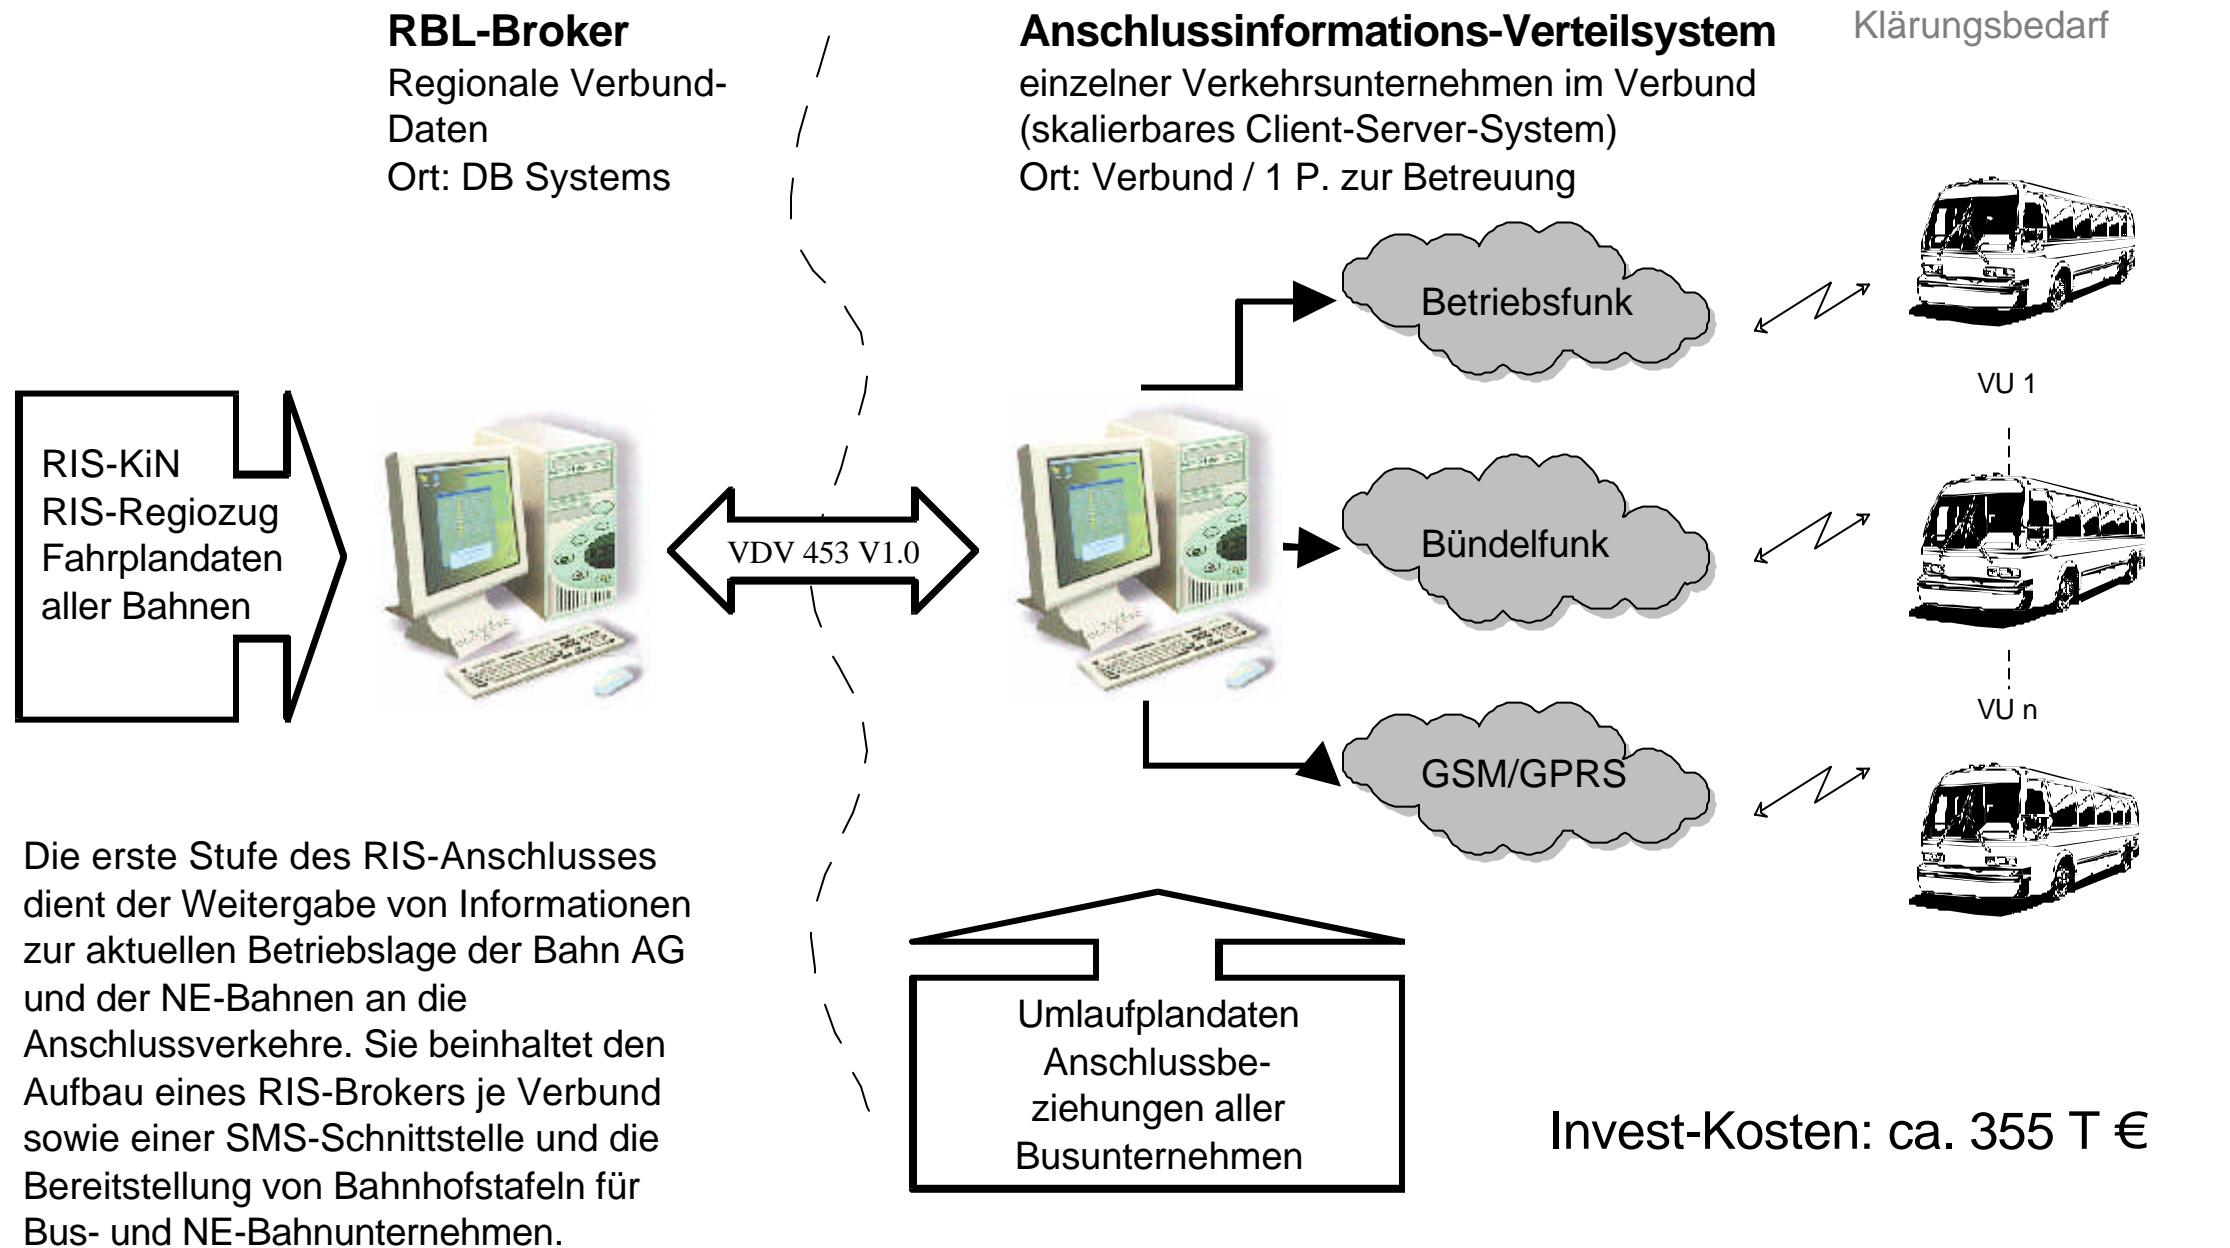 RBL-Broker
Regionale Verbund-
Daten
Ort: DB Systems
Anschlussinformations-Verteilsystem
einzelner Verkehrsunternehmen im Verbund
(skalierbares Client-Server-System)
Ort: Verbund / 1 P. zur Betreuung
Klärungsbedarf
RIS-KiN
RIS-Regiozug
Fahrplandaten
aller Bahnen
VDV 453 V1.0
Betriebsfunk
Bündelfunk
GSM/GPRS
VU 1
VU n
Die erste Stufe des RIS-Anschlusses
dient der Weitergabe von Informationen
zur aktuellen Betriebslage der Bahn AG
und der NE-Bahnen an die
Anschlussverkehre. Sie beinhaltet den
Aufbau eines RIS-Brokers je Verbund
sowie einer SMS-Schnittstelle und die
Bereitstellung von Bahnhofstafeln für
Bus- und NE-Bahnunternehmen.
Umlaufplandaten
Anschlussbe-
ziehungen aller
Busunternehmen
Invest-Kosten: ca. 355 T €